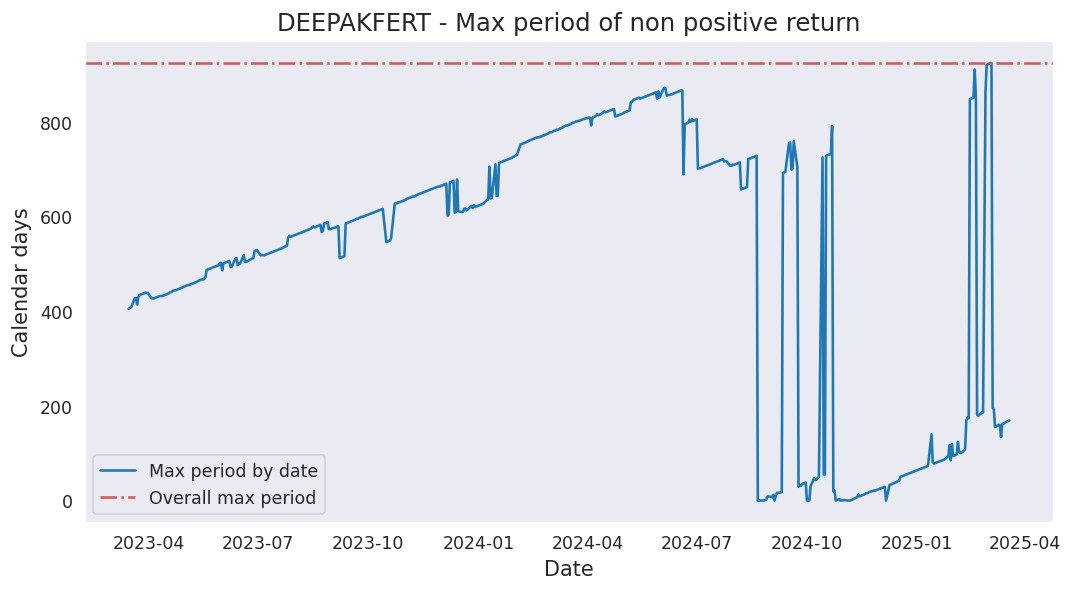 DEEPAKFERT - Max period of non positive return
Calendar days
800
600
400
200
0
Max period by date
Overall max period
2023-04
2023-07
2023-10
2024-01
2024-04
2024-07
2024-10
2025-01
2025-04
Date